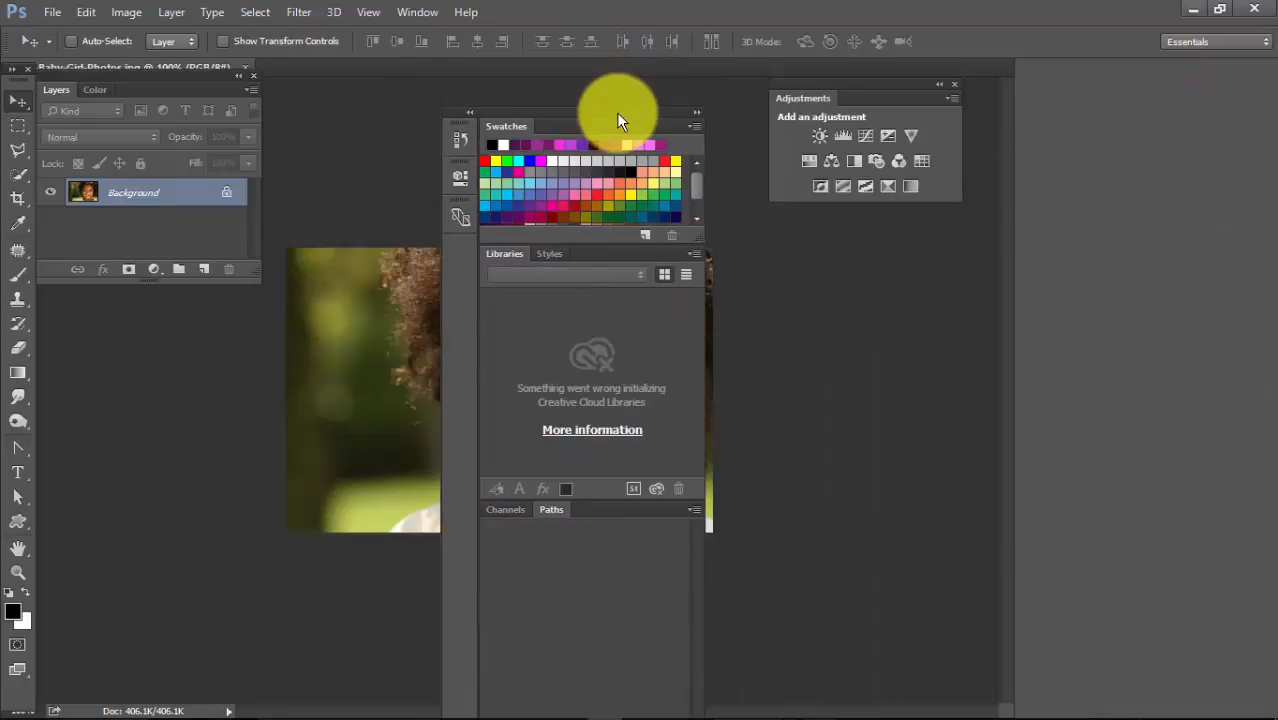 Ps File Edit Image Layer Type Select Filter 3D View Window Help
Auto-Select: Layer Show Transform Controls 3D Mode: Essentials
Baby-Girl-Photos.jpg @ 100% (RGB/8#)
Layers Color
Kind
Normal Opacity: 100%
Lock: Fill: 100%
Background
Swatches
Adjustments
Add an adjustment
Libraries Styles
Something went wrong initializing
Creative Cloud Libraries
More information
A fx St
Channels Paths
fx
T
Doc: 406.1K/406.1K